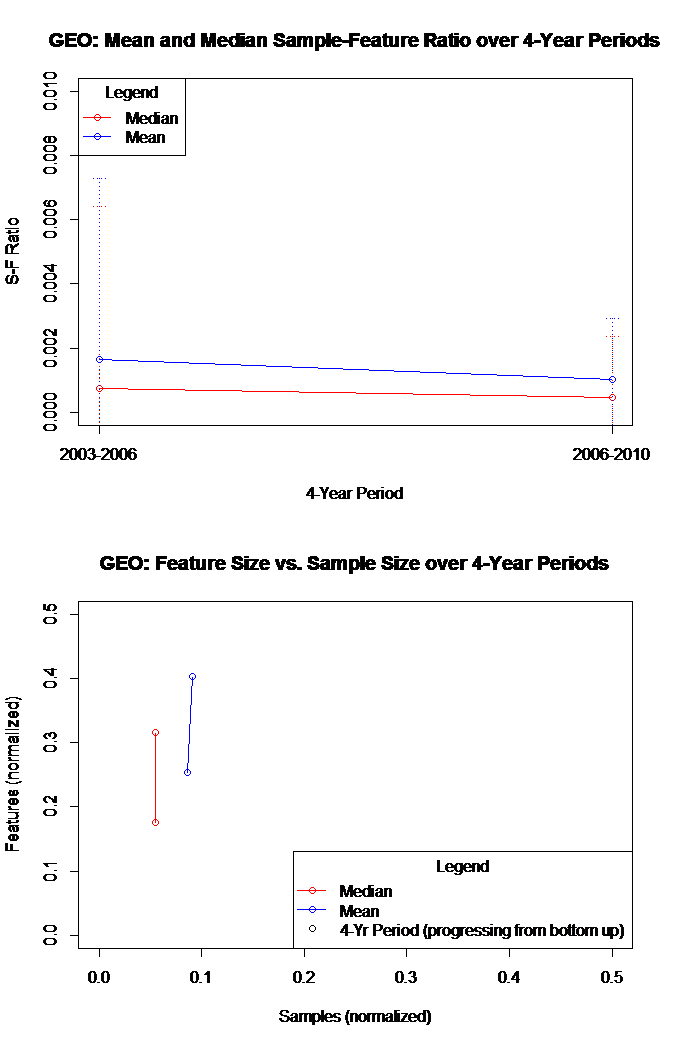 GEO: Mean and Median Sample-Feature Ratio over 4-Year Periods
Legend
Median
Mean
S-F Ratio
0.010
0.008
0.006
0.004
0.002
0.000
2003-2006
2006-2010
4-Year Period
GEO: Feature Size vs. Sample Size over 4-Year Periods
Features (normalized)
0.5
0.4
0.3
0.2
0.1
0.0
Legend
Median
Mean
4-Yr Period (progressing from bottom up)
0.0
0.1
0.2
0.3
0.4
0.5
Samples (normalized)